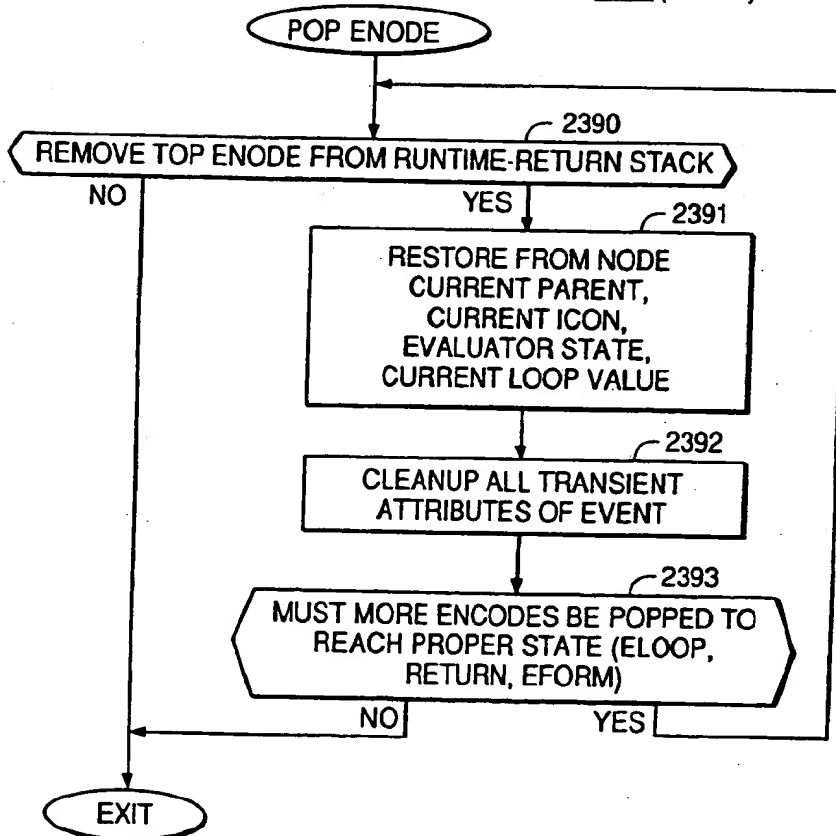 POP ENODE
2390
REMOVE TOP ENODE FROM RUNTIME-RETURN STACK
NO
YES
2391
RESTORE FROM NODE
CURRENT PARENT,
CURRENT ICON,
EVALUATOR STATE,
CURRENT LOOP VALUE
2392
CLEANUP ALL TRANSIENT
ATTRIBUTES OF EVENT
2393
MUST MORE ENCODES BE POPPED TO
REACH PROPER STATE (ELOOP,
RETURN, EFORM)
NO
YES
EXIT